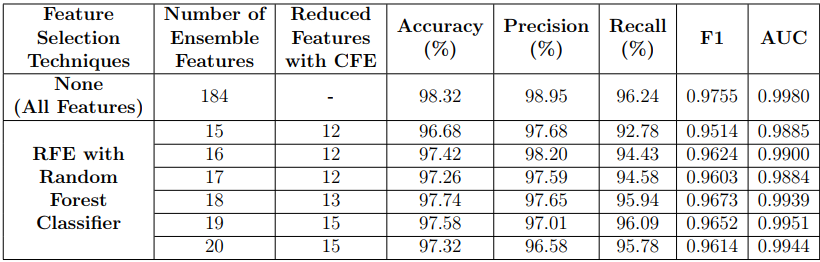 Feature Selection Techniques | Number of Ensemble Features | Reduced Features with CFE | Accuracy (%) | Precision (%) | Recall (%) | F1 | AUC
None (All Features) | 184 | - | 98.32 | 98.95 | 96.24 | 0.9755 | 0.9980
RFE with Random Forest Classifier | 15 | 12 | 96.68 | 97.68 | 92.78 | 0.9514 | 0.9885
16 | 12 | 97.42 | 98.20 | 94.43 | 0.9624 | 0.9900
17 | 12 | 97.26 | 97.59 | 94.58 | 0.9603 | 0.9884
18 | 13 | 97.74 | 97.65 | 95.94 | 0.9673 | 0.9939
19 | 15 | 97.58 | 97.01 | 96.09 | 0.9652 | 0.9951
20 | 15 | 97.32 | 96.58 | 95.78 | 0.9614 | 0.9944